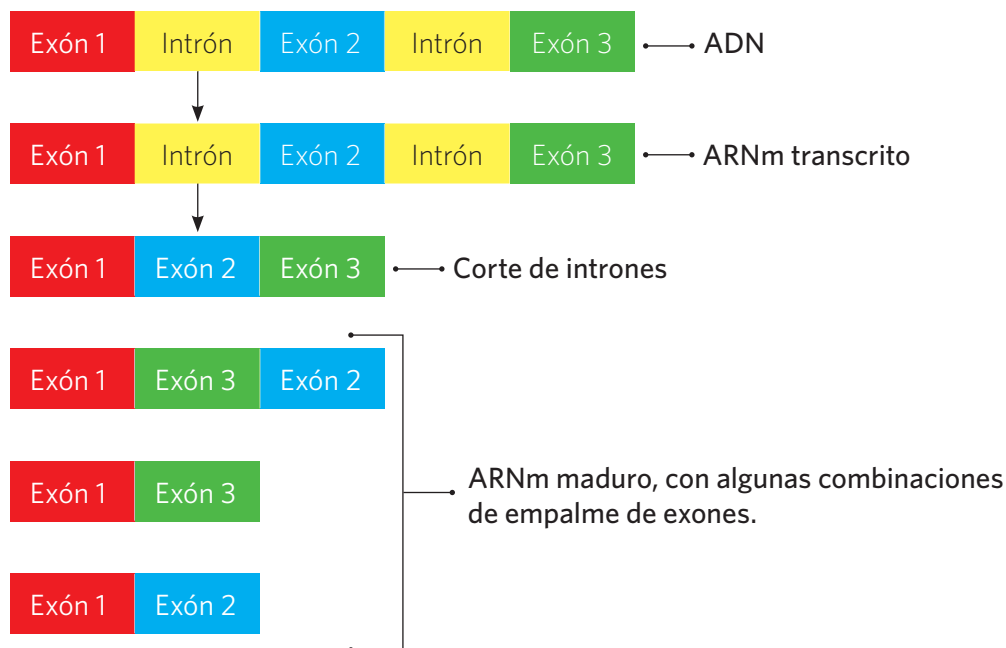 Exón 1 Intrón Exón 2 Intrón Exón 3 ADN
Exón 1 Intrón Exón 2 Intrón Exón 3 ARNm transcrito
Exón 1 Exón 2 Exón 3 Corte de intrones
Exón 1 Exón 3 Exón 2
Exón 1 Exón 3
ARNm maduro, con algunas combinaciones
de empalme de exones.
Exón 1 Exón 2